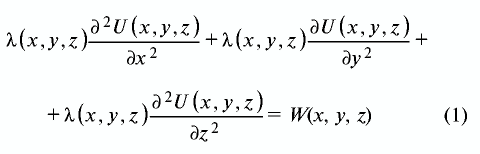 λ(x,y,z) ∂²U(x,y,z)/∂x² + λ(x,y,z) ∂U(x,y,z)/∂y² +
+ λ(x,y,z) ∂²U(x,y,z)/∂z² = W(x, y, z) (1)